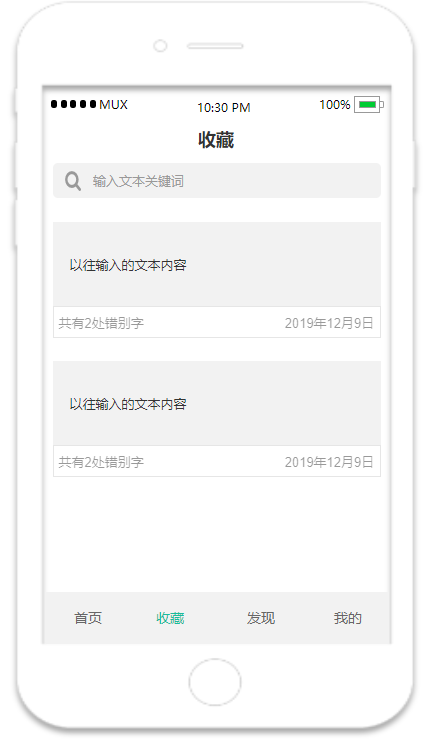 MUX 10:30 PM 100%
收藏
输入文本关键词
以往输入的文本内容
共有2处错别字 2019年12月9日
以往输入的文本内容
共有2处错别字 2019年12月9日
首页 收藏 发现 我的